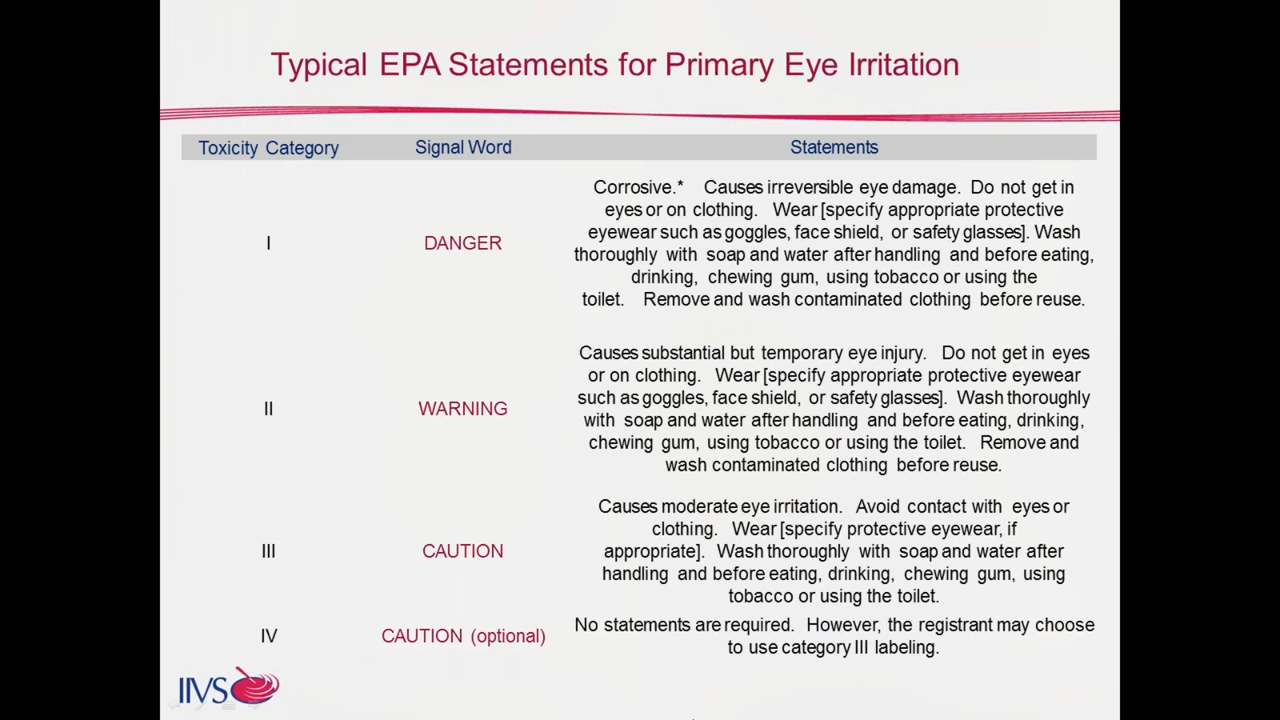 Typical EPA Statements for Primary Eye Irritation
Toxicity Category Signal Word Statements
I DANGER
Corrosive.* Causes irreversible eye damage. Do not get in
eyes or on clothing. Wear [specify appropriate protective
eyewear such as goggles, face shield, or safety glasses]. Wash
thoroughly with soap and water after handling and before eating,
drinking, chewing gum, using tobacco or using the
toilet. Remove and wash contaminated clothing before reuse.
II WARNING
Causes substantial but temporary eye injury. Do not get in eyes
or on clothing. Wear [specify appropriate protective eyewear
such as goggles, face shield, or safety glasses]. Wash thoroughly
with soap and water after handling and before eating, drinking,
chewing gum, using tobacco or using the toilet. Remove and
wash contaminated clothing before reuse.
III CAUTION
Causes moderate eye irritation. Avoid contact with eyes or
clothing. Wear [specify protective eyewear, if
appropriate]. Wash thoroughly with soap and water after
handling and before eating, drinking, chewing gum, using
tobacco or using the toilet.
IV CAUTION (optional)
No statements are required. However, the registrant may choose
to use category III labeling.
IIVS